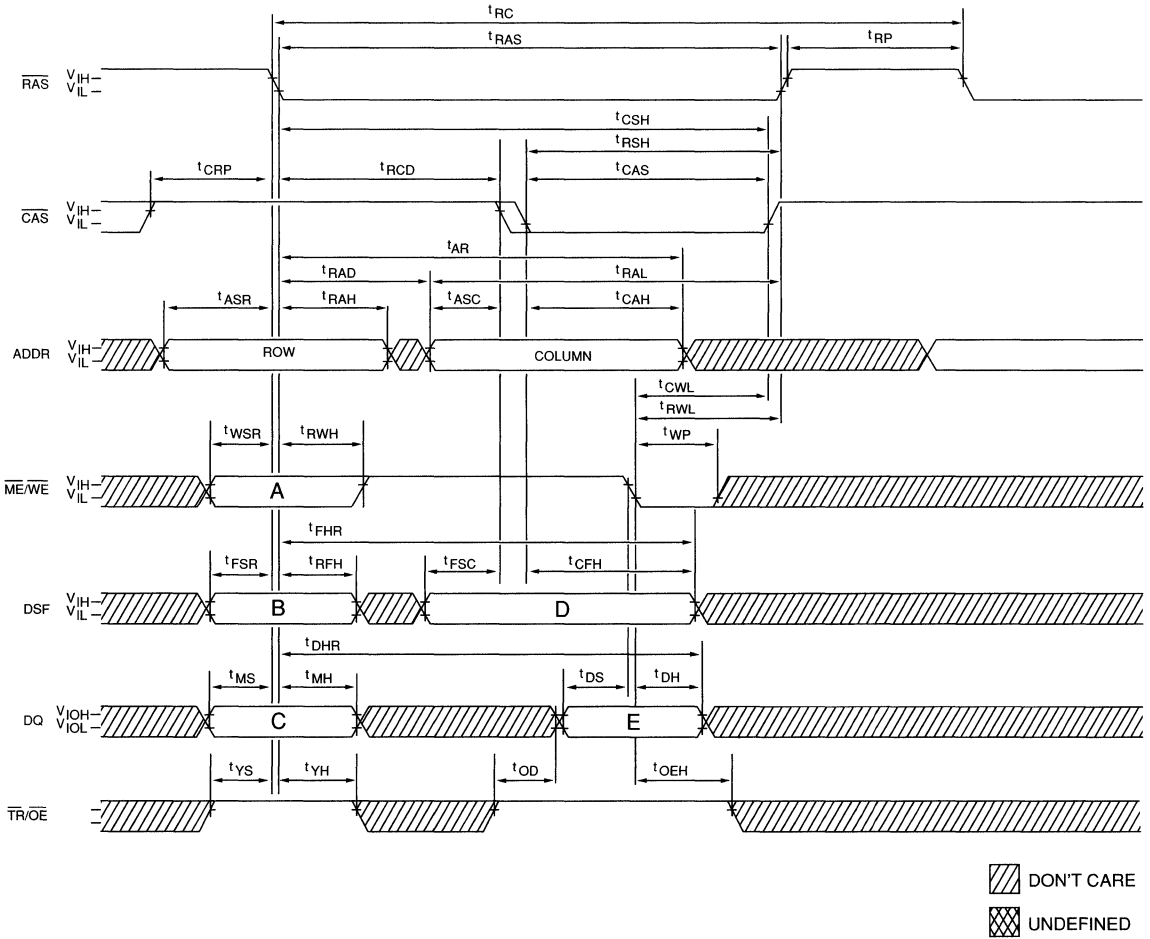 tRC
tRAS
tRP
RAS VIH VIL
tCSH
tRSH
tCRP tRCD tCAS
CAS VIH VIL
tAR
tRAD tRAL
tASR tRAH tASC tCAH
ADDR VIH VIL ROW COLUMN
tCWL
tRWL
tWSR tRWH tWP
ME/WE VIH VIL A
tFHR
tFSR tRFH tFSC tCFH
DSF VIH VIL B D
tDHR
tMS tMH tDS tDH
DQ VIOH VIOL C E
tYS tYH tOD tOEH
TR/OE
DON'T CARE
UNDEFINED